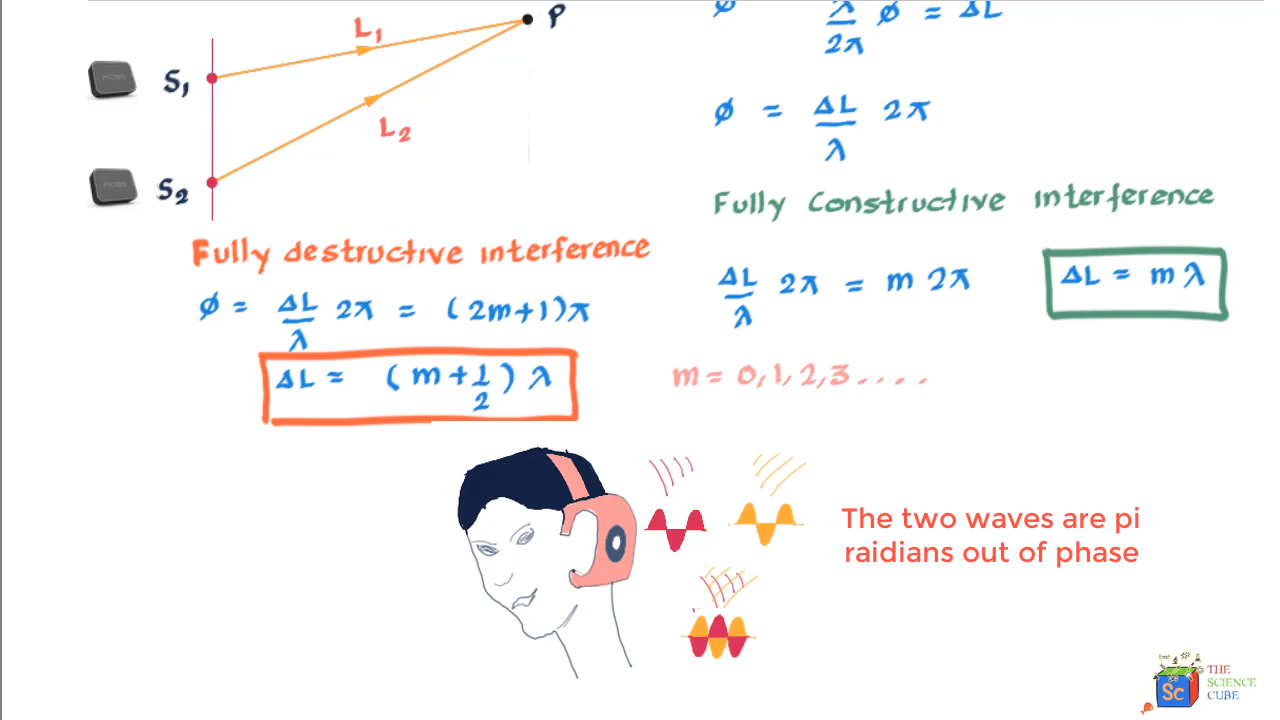 L₁
P
S₁
L₂
S₂
ø
λ/2π ø = ΔL
ø = ΔL/λ 2π
Fully Constructive interference
ΔL/λ 2π = m 2π
ΔL = m λ
Fully destructive interference
ø = ΔL/λ 2π = (2m+1)π
ΔL = (m + 1/2) λ
m = 0, 1, 2, 3 . . . .
The two waves are pi
raidians out of phase
Sc
THE
SCIENCE
CUBE